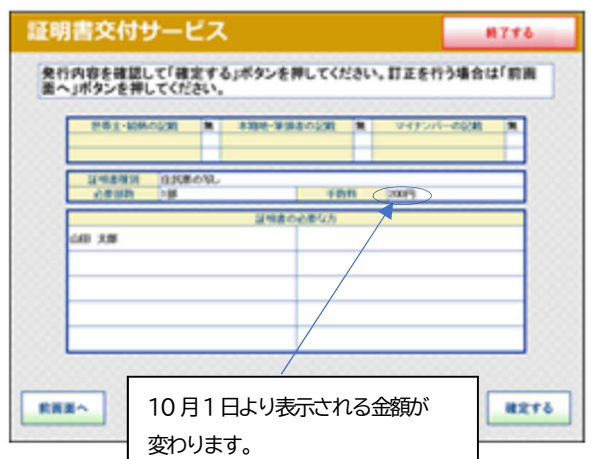 証明書交付サービス
終了する
発行内容を確認して「確定する」ボタンを押してください。訂正を行う場合は「前画
面へ」ボタンを押してください。
世帯主・続柄の記載 無 本籍地・筆頭者の記載 無 マイナンバーの記載 無
証明書種別 住民票の写し
必要部数 1部 手数料 200円
証明書の必要な方
山田 太郎
前画面へ
確定する
10月1日より表示される金額が
変わります。